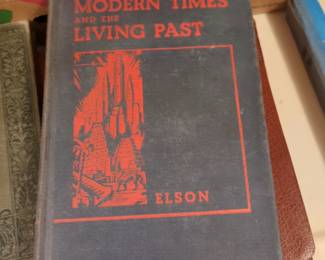 MODERN TIMES
AND THE
LIVING PAST
ELSON